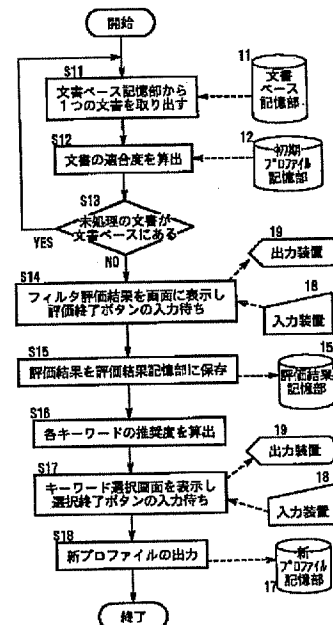 開始
S11
文書ベース記憶部から
1つの文書を取り出す
11
文書
ベース
記憶部
S12
文書の適合度を算出
12
初期
プロファイル
記憶部
S13
未処理の文書が
文書ベースにある
YES
NO
S14
フィルタ評価結果を画面に表示し
評価終了ボタンの入力待ち
19
出力装置
18
入力装置
S15
評価結果を評価結果記憶部に保存
15
評価結果
記憶部
S16
各キーワードの推奨度を算出
S17
キーワード選択画面を表示し
選択終了ボタンの入力待ち
19
出力装置
18
入力装置
S18
新プロファイルの出力
新
プロファイル
記憶部
17
終了